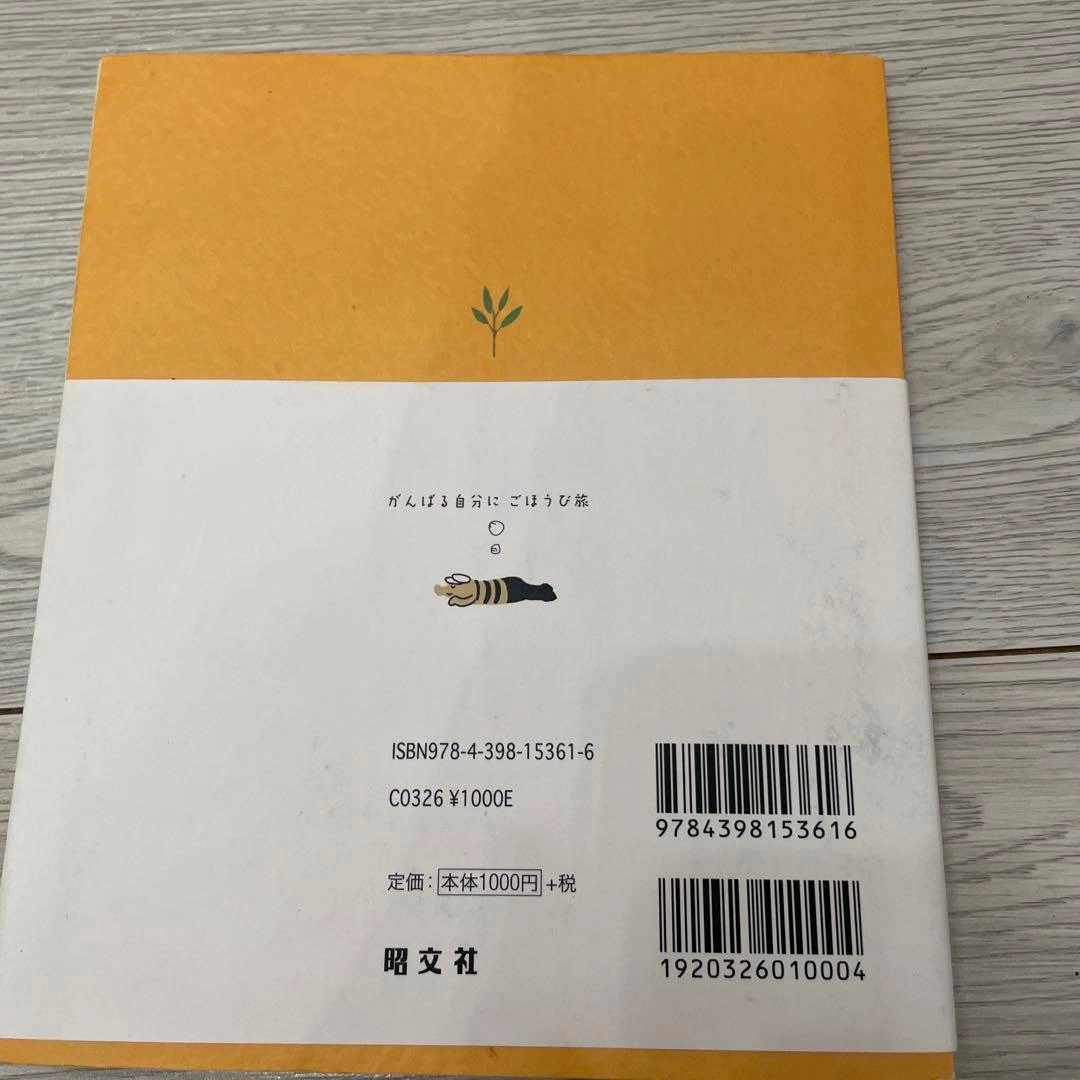 がんばる自分に ごほうび旅
ISBN978-4-398-15361-6
C0326 ¥1000E
9784398153616
定価：本体1000円+税
1920326010004
昭文社